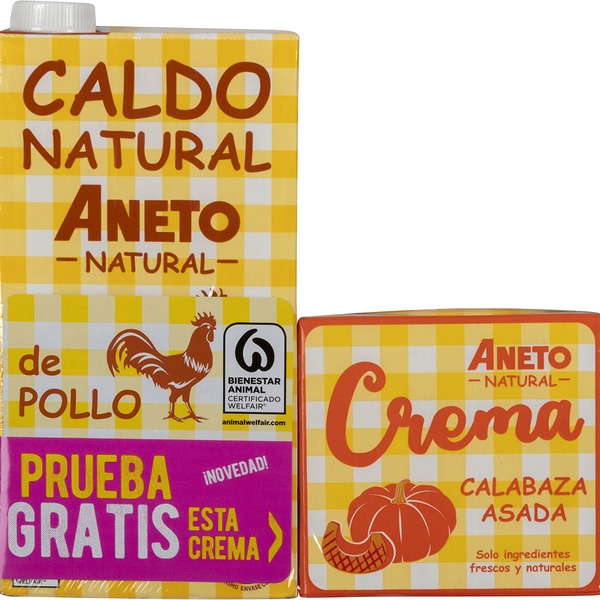 CALDO
NATURAL
ANETO
NATURAL
de
POLLO
BIENESTAR
ANIMAL
CERTIFICADO
WELFAIR®
animalwelfair.com
¡NOVEDAD!
PRUEBA
GRATIS
ESTA
CREMA
WELFAIR
ANETO
NATURAL
Crema
CALABAZA
ASADA
Solo ingredientes
frescos y naturales